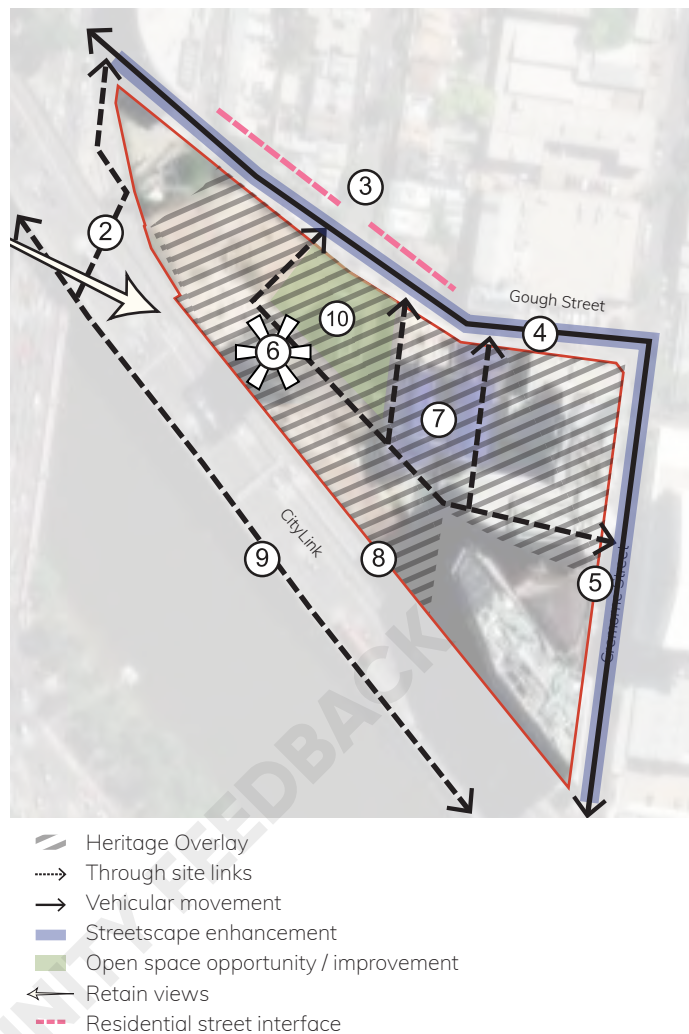 3
2
Gough Street
10
4
6
7
CityLink
9
8
5
Street
UNITY FEEDBACK
Heritage Overlay
Through site links
Vehicular movement
Streetscape enhancement
Open space opportunity / improvement
Retain views
Residential street interface